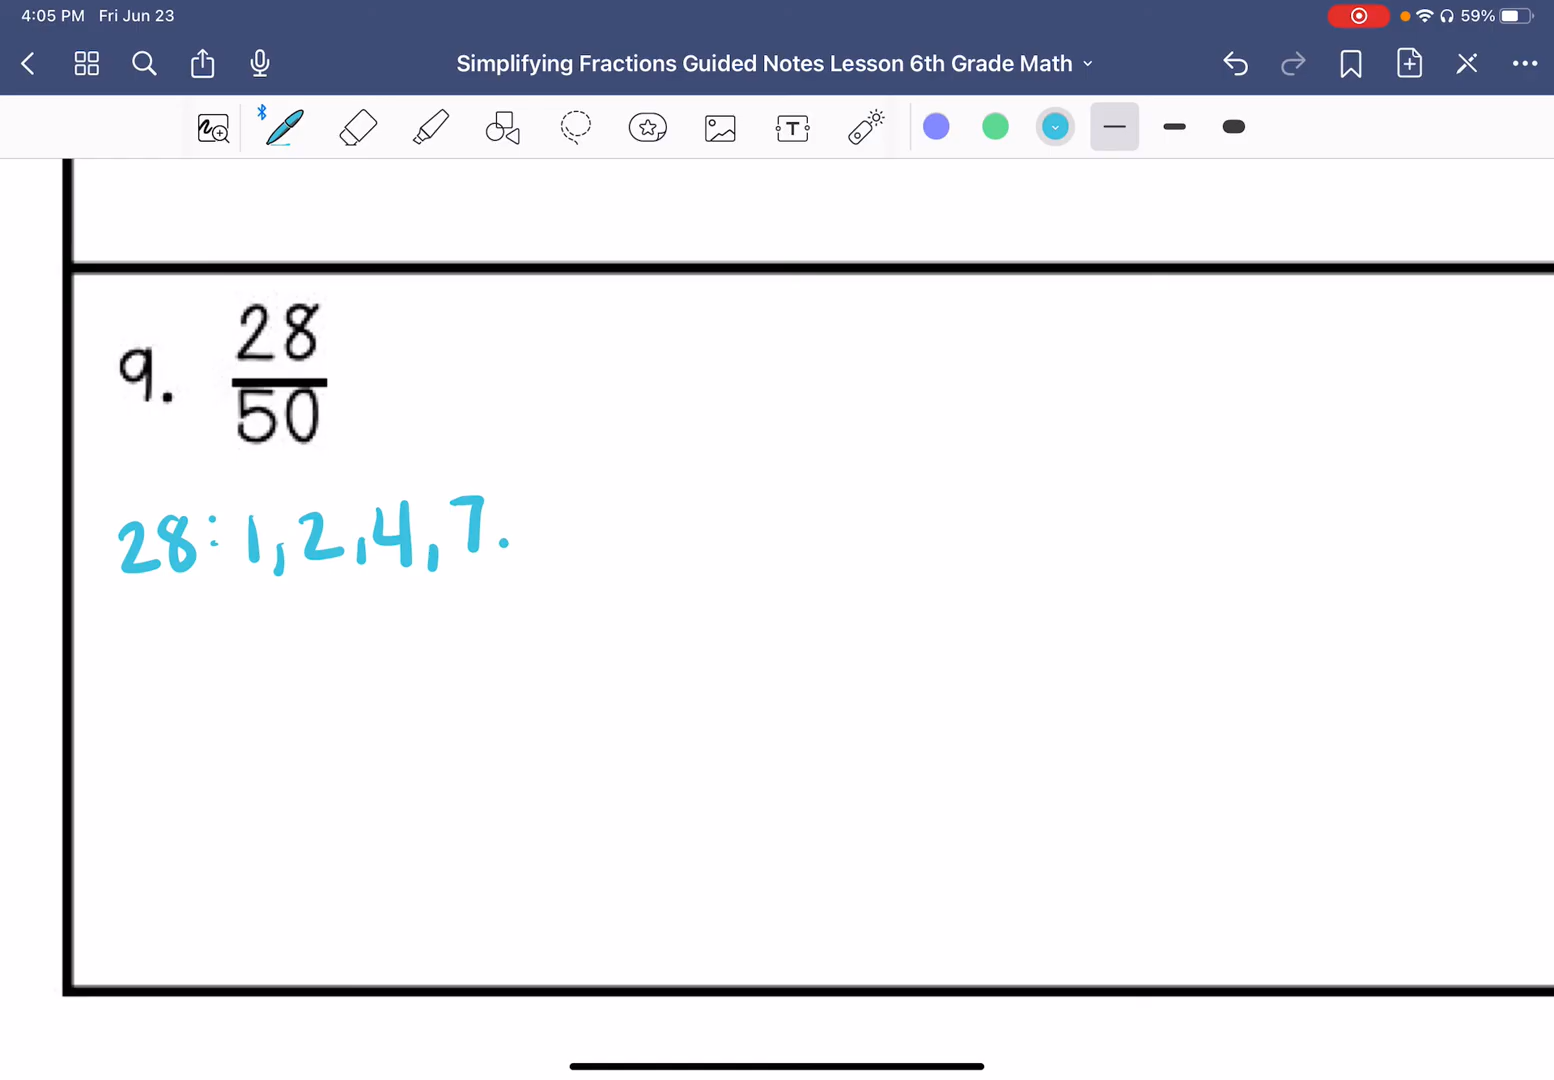 4:05 PM Fri Jun 23
59%
Simplifying Fractions Guided Notes Lesson 6th Grade Math
T
9. 28
50
28: 1, 2, 4, 7.